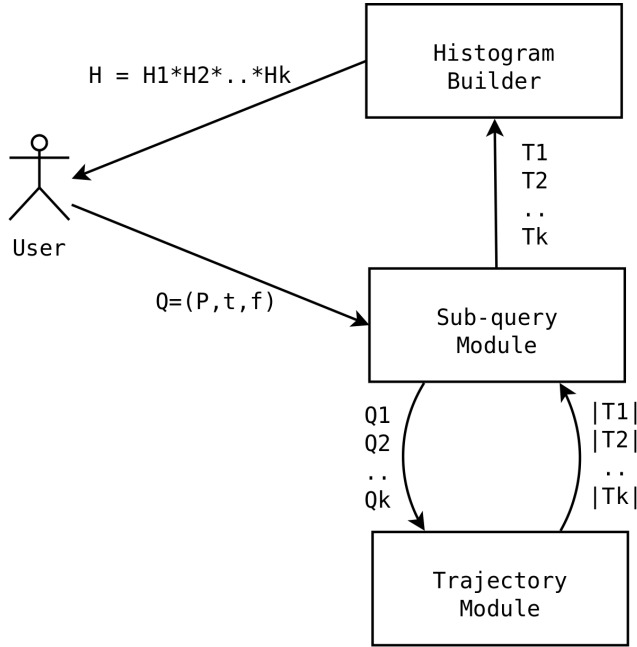 Histogram
Builder
H = H1*H2*..*Hk
T1
T2
..
Tk
User
Q=(P,t,f)
Sub-query
Module
Q1
Q2
..
Qk
|T1|
|T2|
..
|Tk|
Trajectory
Module